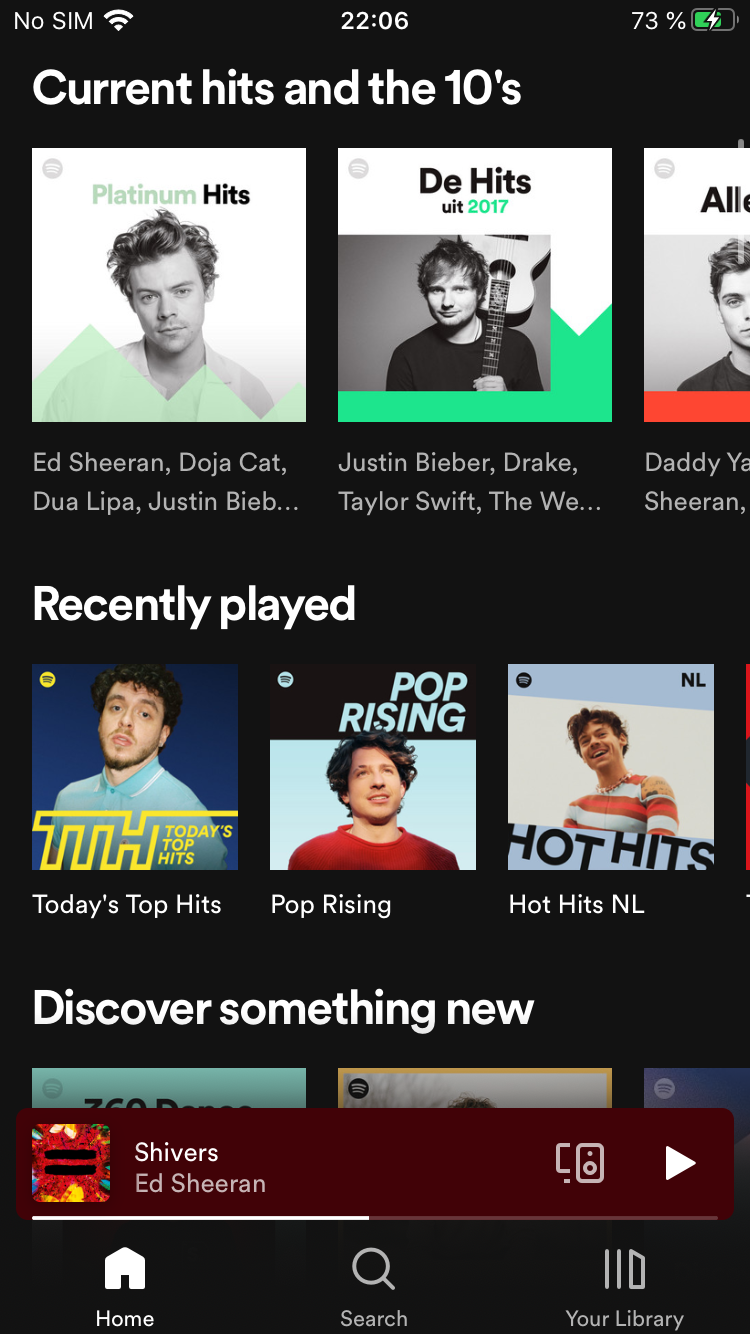 No SIM 22:06 73 %
Current hits and the 10's
Platinum Hits
De Hits
uit 2017
Ed Sheeran, Doja Cat,
Dua Lipa, Justin Bieb...
Justin Bieber, Drake,
Taylor Swift, The We...
Daddy
Sheeran,
Recently played
TTH TODAY'S
TOP
HITS
POP
RISING
NL
HOT HITS
Today's Top Hits
Pop Rising
Hot Hits NL
Discover something new
Shivers
Ed Sheeran
Home
Search
Your Library